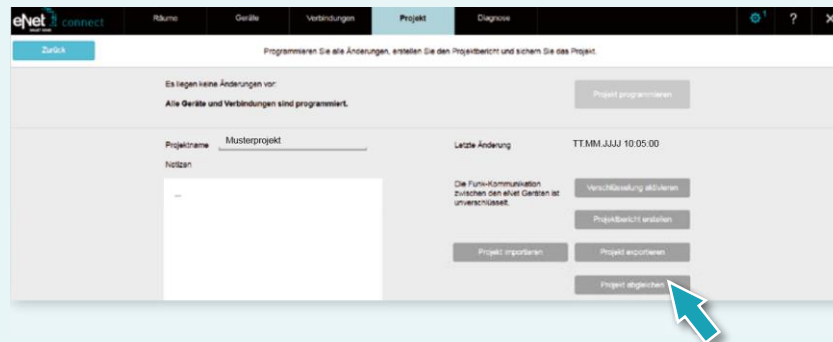 eNet connect
SMART HOME
Räume
Geräte
Verbindungen
Projekt
Diagnose
1
?
Zurück
Programmieren Sie alle Änderungen, erstellen Sie den Projektbericht und sichern Sie das Projekt.
Es liegen keine Änderungen vor:
Alle Geräte und Verbindungen sind programmiert.
Projekt programmieren
Projektname
Musterprojekt
Letzte Änderung
TT.MM.JJJJ 10:05:00
Notizen
...
Die Funk-Kommunikation
zwischen den eNet Geräten ist
unverschlüsselt.
Verschlüsselung aktivieren
Projektbericht erstellen
Projekt importieren
Projekt exportieren
Projekt abgleichen